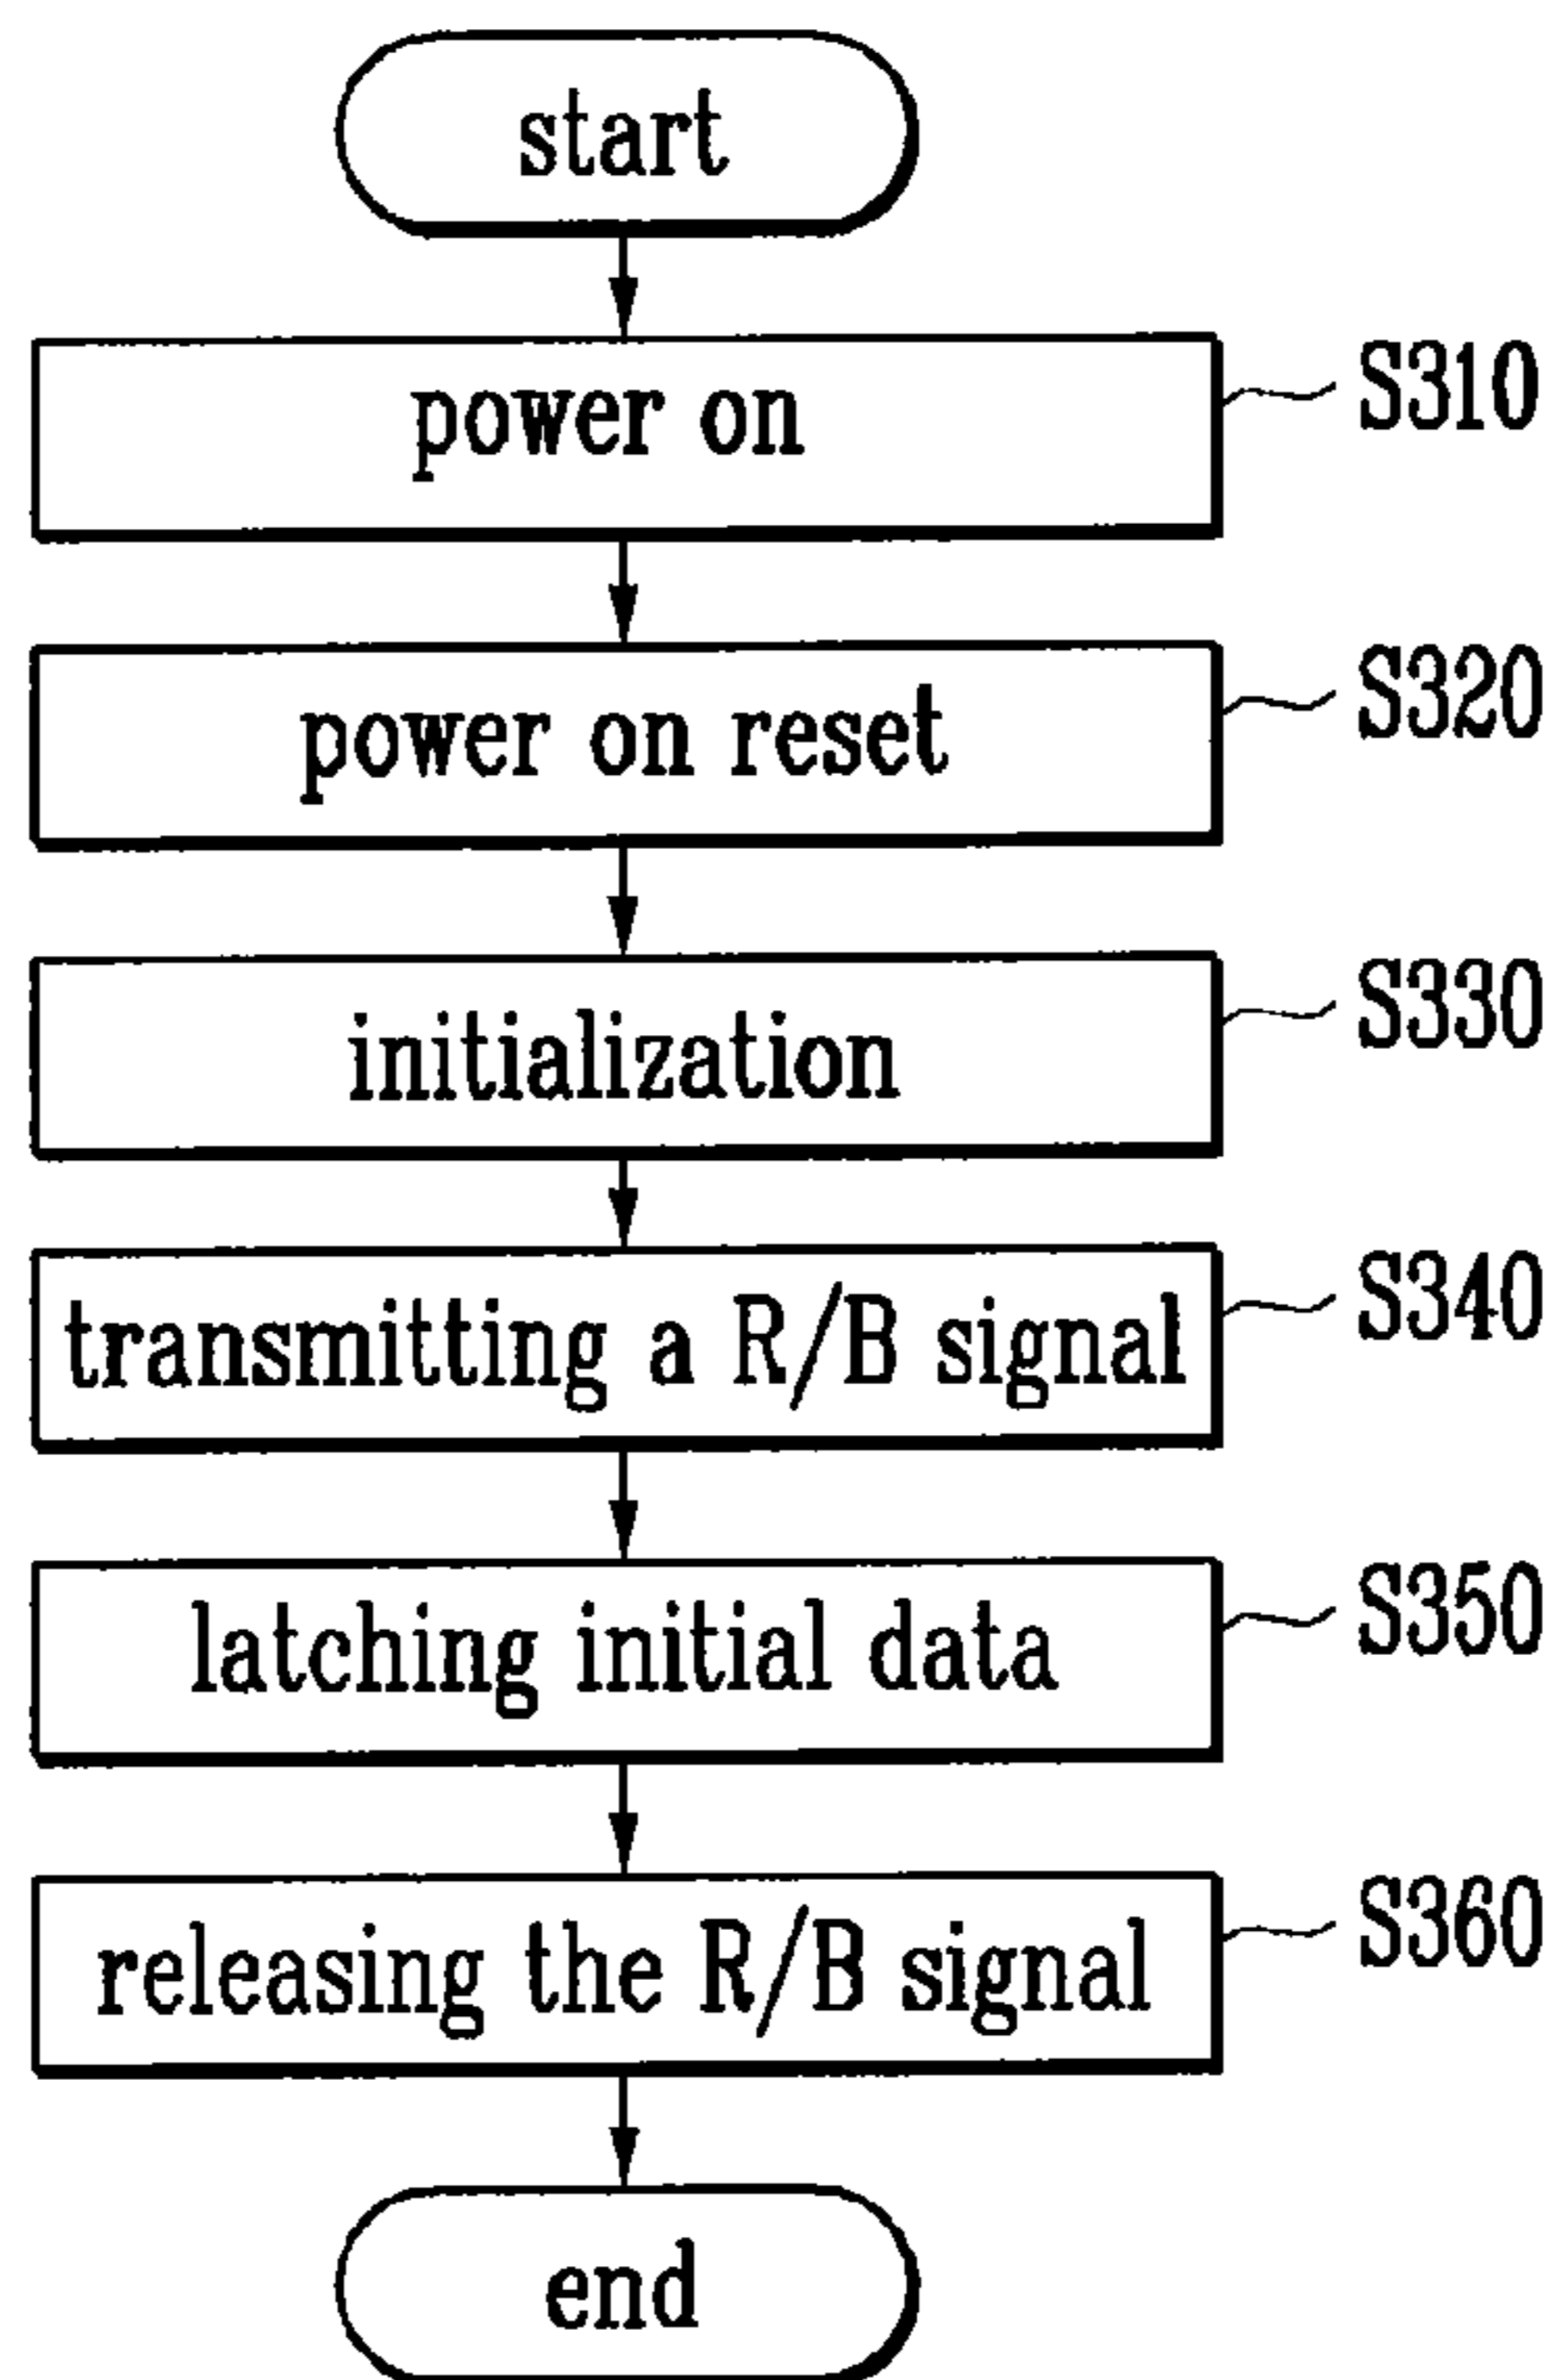 start
power on
S310
power on reset
S320
initialization
S330
transmitting a R/B signal
S340
latching initial data
S350
releasing the R/B signal
S360
end